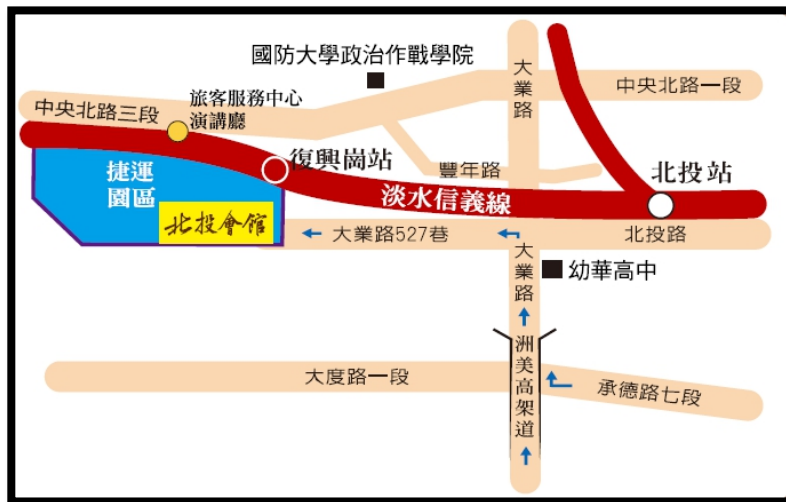 國防大學政治作戰學院
大業路
中央北路一段
中央北路三段
旅客服務中心
演講廳
捷運
園區
復興崗站
豐年路
北投站
淡水信義線
北投會館
大業路527巷
北投路
大業路
幼華高中
洲美高架道
大度路一段
承德路七段